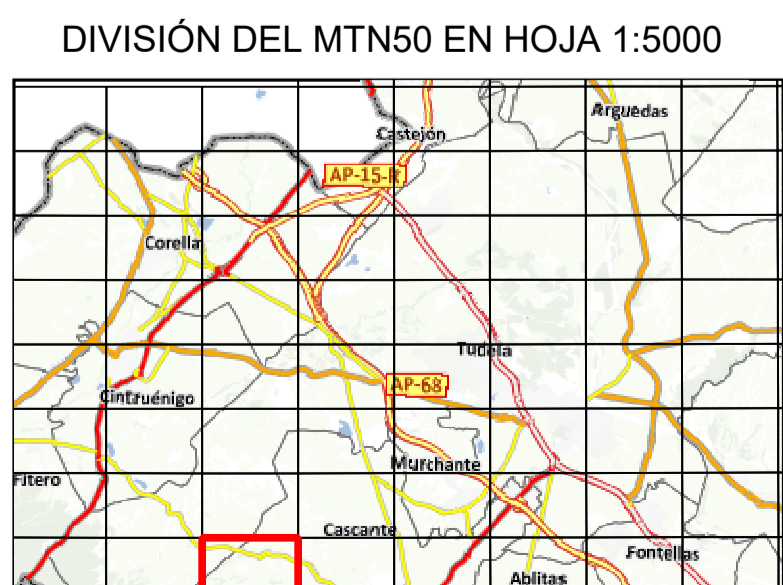 DIVISIÓN DEL MTN50 EN HOJA 1:5000
Arguedas
Castejón
AP-15-R
Corella
Tudela
AP-68
Cintruénigo
Murchante
Fitero
Cascante
Fontellas
Ablitas